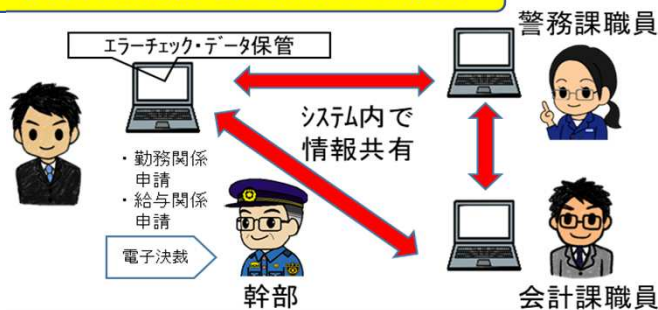 警務課職員
エラーチェック・データ保管
システム内で
情報共有
・勤務関係
申請
・給与関係
申請
電子決裁
幹部
会計課職員